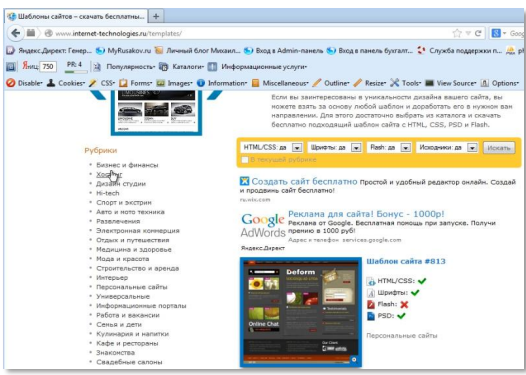 Шаблоны сайтов – скачать бесплатны...
www.internet-technologies.ru/templates/
Яндекс.Директ: Генер...
MyRusakov.ru
Личный блог Михаил...
Вход в Admin-панель
Вход в панель бухгалт...
Служба поддержки п...
Яниц 750
PR: 4
Популярность
Каталоги
Информационные услуги
Disable
Cookies
CSS
Forms
Images
Information
Miscellaneous
Outline
Resize
Tools
View Source
Options
Если вы заинтересованы в уникальности дизайна вашего сайта, вы
можете взять за основу любой шаблон и доработать его в нужном вам
направлении. Для этого достаточно выбрать из каталога и скачать
бесплатно подходящий шаблон сайта с HTML, CSS, PSD и Flash.
Рубрики
HTML/CSS: да
Шрифты: да
Flash: да
Исходники: да
Искать
В текущей рубрике
Бизнес и финансы
Дизайн студии
Hi-tech
Спорт и экстрим
Авто и мото техника
Развлечения
Электронная коммерция
Отдых и путешествия
Медицина и здоровье
Мода и красота
Строительство и аренда
Интерьер
Персональные сайты
Универсальные
Информационные порталы
Работа и вакансии
Семья и дети
Кулинария и напитки
Кафе и рестораны
Знакомства
Свадебные салоны
Создать сайт бесплатно Простой и удобный редактор онлайн. Создай
и продвинь сайт бесплатно!
ru.wix.com
Google
AdWords
Реклама для сайта! Бонус - 1000р!
Реклама от Google. Бесплатная помощь при запуске. Получи
премию в 1000 руб!
Адрес и телефон services.google.com
Яндекс.Директ
Deform
Online Chat
Шаблон сайта #813
HTML/CSS:
Шрифты:
Flash:
PSD:
Персональные сайты